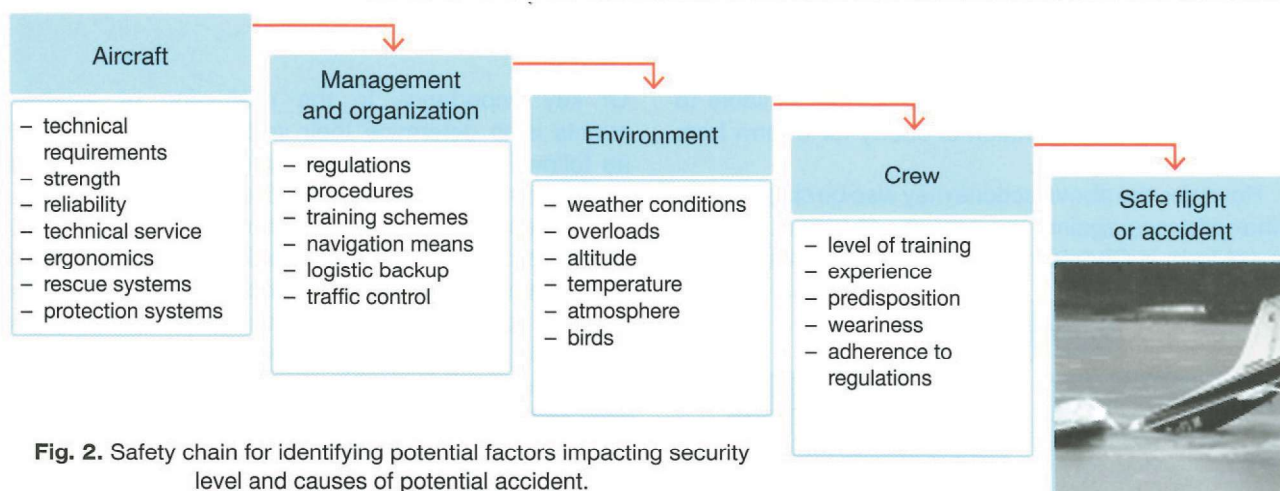 Aircraft
– technical
requirements
– strength
– reliability
– technical service
– ergonomics
– rescue systems
– protection systems
Management
and organization
– regulations
– procedures
– training schemes
– navigation means
– logistic backup
– traffic control
Environment
– weather conditions
– overloads
– altitude
– temperature
– atmosphere
– birds
Crew
– level of training
– experience
– predisposition
– weariness
– adherence to
regulations
Safe flight
or accident
Fig. 2. Safety chain for identifying potential factors impacting security
level and causes of potential accident.